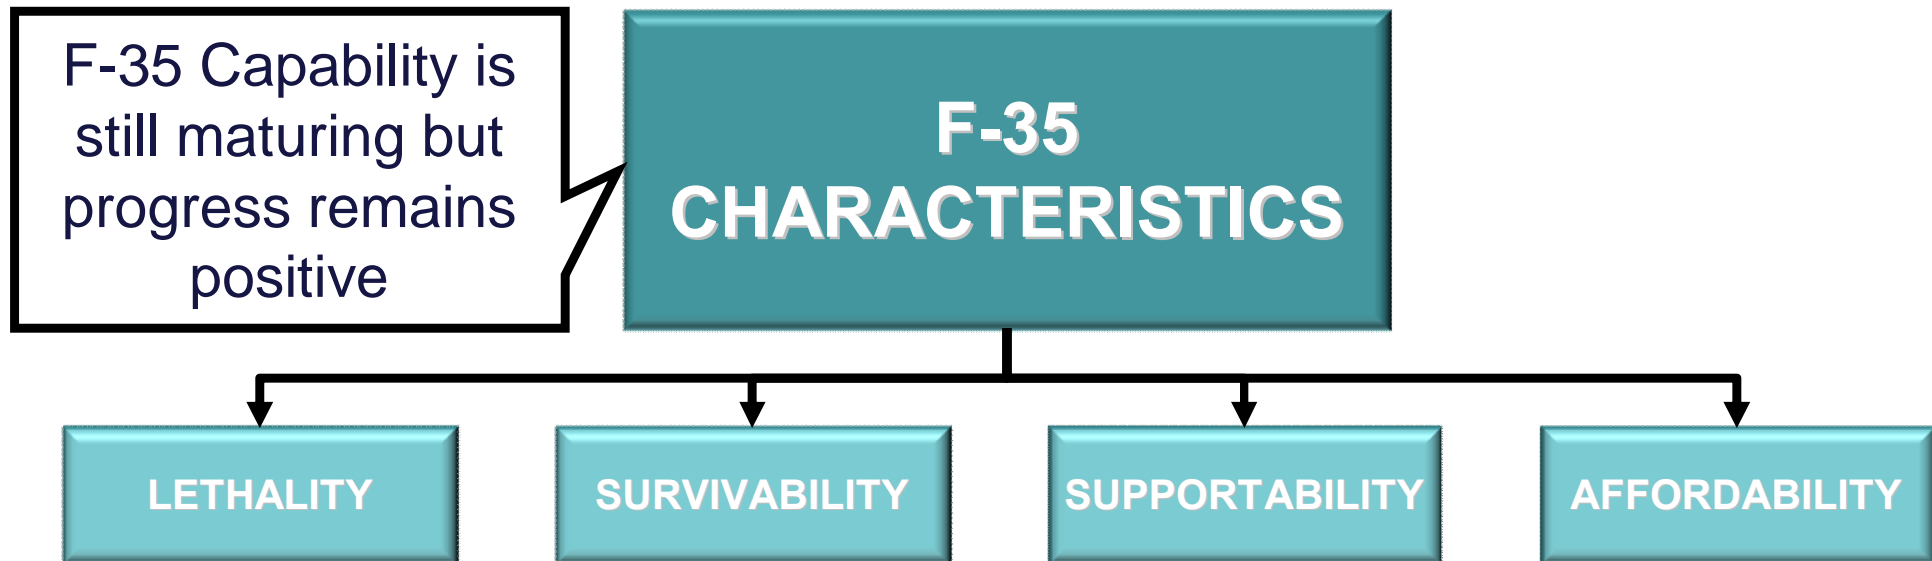 F-35 Capability is
still maturing but
progress remains
positive
F-35
CHARACTERISTICS
LETHALITY
SURVIVABILITY
SUPPORTABILITY
AFFORDABILITY